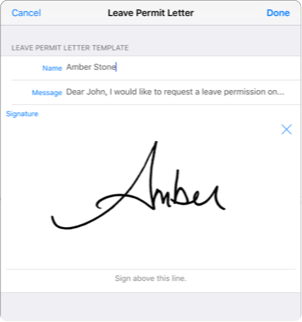 Cancel Leave Permit Letter Done
LEAVE PERMIT LETTER TEMPLATE
Name Amber Stone
Message Dear John, I would like to request a leave permission on...
Signature
Amber
Sign above this line.